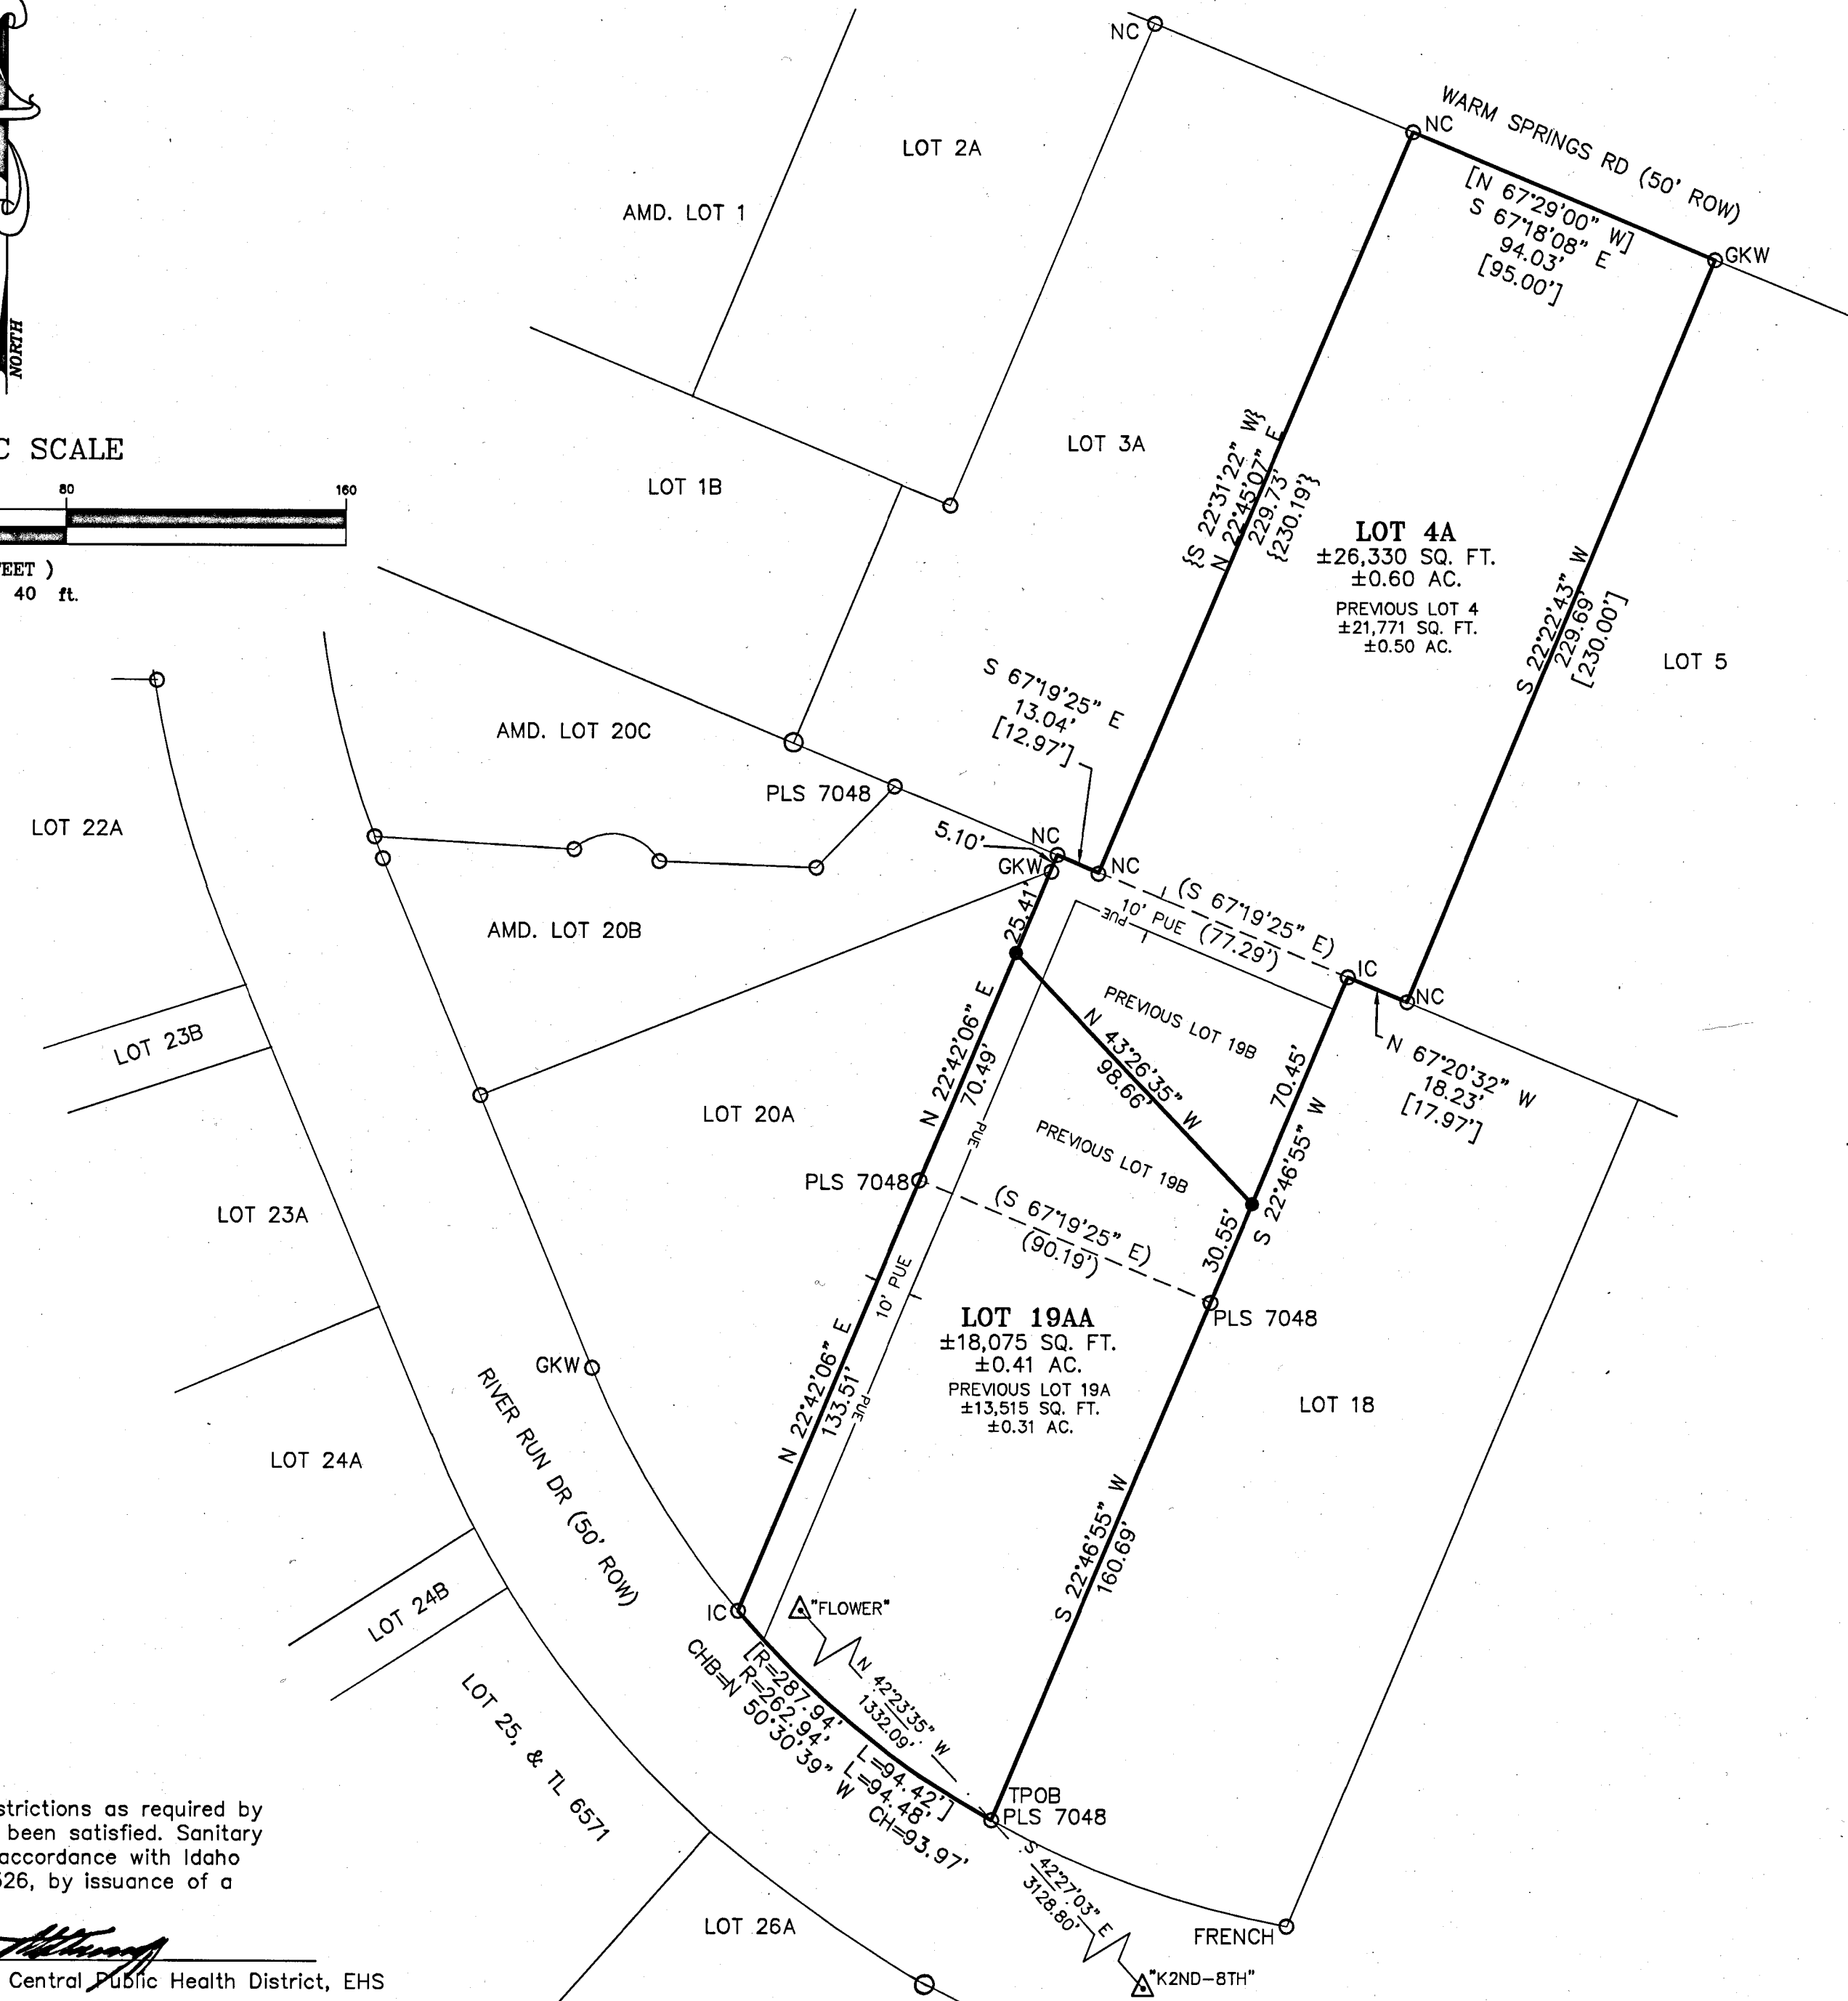 NORTH
C SCALE
80
160
EET )
40 ft.
NC
WARM SPRINGS RD (50' ROW)
NC
[N 67°29'00" W]
S 67°18'08" E
94.03'
[95.00']
GKW
LOT 2A
AMD. LOT 1
LOT 3A
LOT 1B
{S 22°31'22" W}
N 22°45'07" E
229.73'
{230.19'}
LOT 4A
±26,330 SQ. FT.
±0.60 AC.
PREVIOUS LOT 4
±21,771 SQ. FT.
±0.50 AC.
S 22°22'43" W
229.69'
[230.00']
LOT 5
S 67°19'25" E
13.04'
[12.97']
AMD. LOT 20C
PLS 7048
LOT 22A
5.10'
NC
GKW
NC
25.41'
(S 67°19'25" E)
10' PUE (77.29')
PUE
IC
NC
N 67°20'32" W
18.23'
[17.97']
AMD. LOT 20B
PREVIOUS LOT 19B
N 43°26'35" W
98.66'
70.45'
N 22°42'06" E
70.49'
PUE
LOT 23B
LOT 20A
PREVIOUS LOT 19B
S 22°46'55" W
PLS 7048
LOT 23A
(S 67°19'25" E)
(90.19')
30.55'
10' PUE
PLS 7048
LOT 19AA
±18,075 SQ. FT.
±0.41 AC.
PREVIOUS LOT 19A
±13,515 SQ. FT.
±0.31 AC.
GKW
N 22°42'06" E
133.51'
PUE
LOT 18
RIVER RUN DR (50' ROW)
LOT 24A
S 22°46'55" W
160.69'
LOT 24B
IC
"FLOWER"
N 42°23'35" W
1332.09'
[R=287.94' L=94.42']
R=262.94' L=94.48'
CHB=N 50°30'39" W CH=93.97'
LOT 25, & TL 6571
TPOB
PLS 7048
S 42°27'03" E
3128.80'
LOT 26A
FRENCH
"K2ND-8TH"
strictions as required by
been satisfied. Sanitary
accordance with Idaho
526, by issuance of a
Central Public Health District, EHS